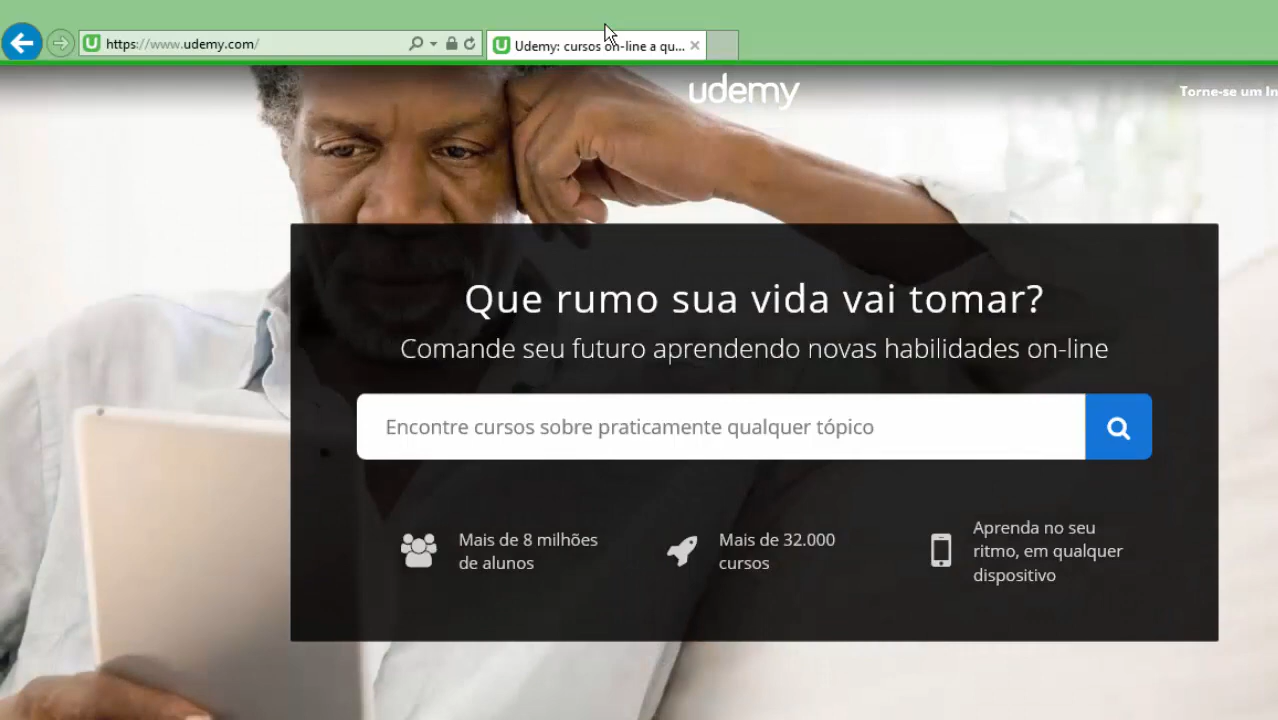 https://www.udemy.com/
Udemy: cursos on-line a qu...
udemy
Torne-se um In
Que rumo sua vida vai tomar?
Comande seu futuro aprendendo novas habilidades on-line
Encontre cursos sobre praticamente qualquer tópico
Mais de 8 milhões
de alunos
Mais de 32.000
cursos
Aprenda no seu
ritmo, em qualquer
dispositivo